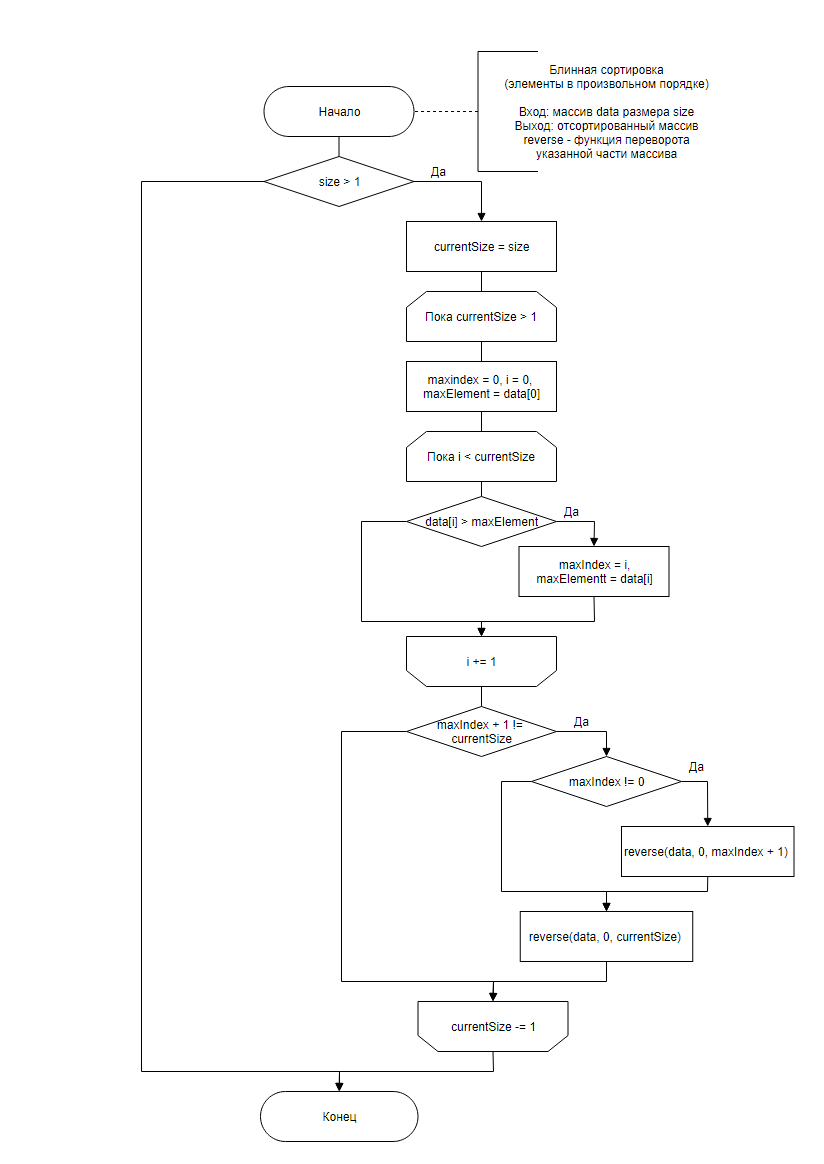 Блинная сортировка
(элементы в произвольном порядке)
Вход: массив data размера size
Выход: отсортированный массив
reverse - функция переворота
указанной части массива
Начало
size > 1
Да
currentSize = size
Пока currentSize > 1
maxindex = 0, i = 0,
maxElement = data[0]
Пока i < currentSize
data[i] > maxElement
Да
maxIndex = i,
maxElementt = data[i]
i += 1
maxIndex + 1 !=
currentSize
Да
maxIndex != 0
Да
reverse(data, 0, maxIndex + 1)
reverse(data, 0, currentSize)
currentSize -= 1
Конец